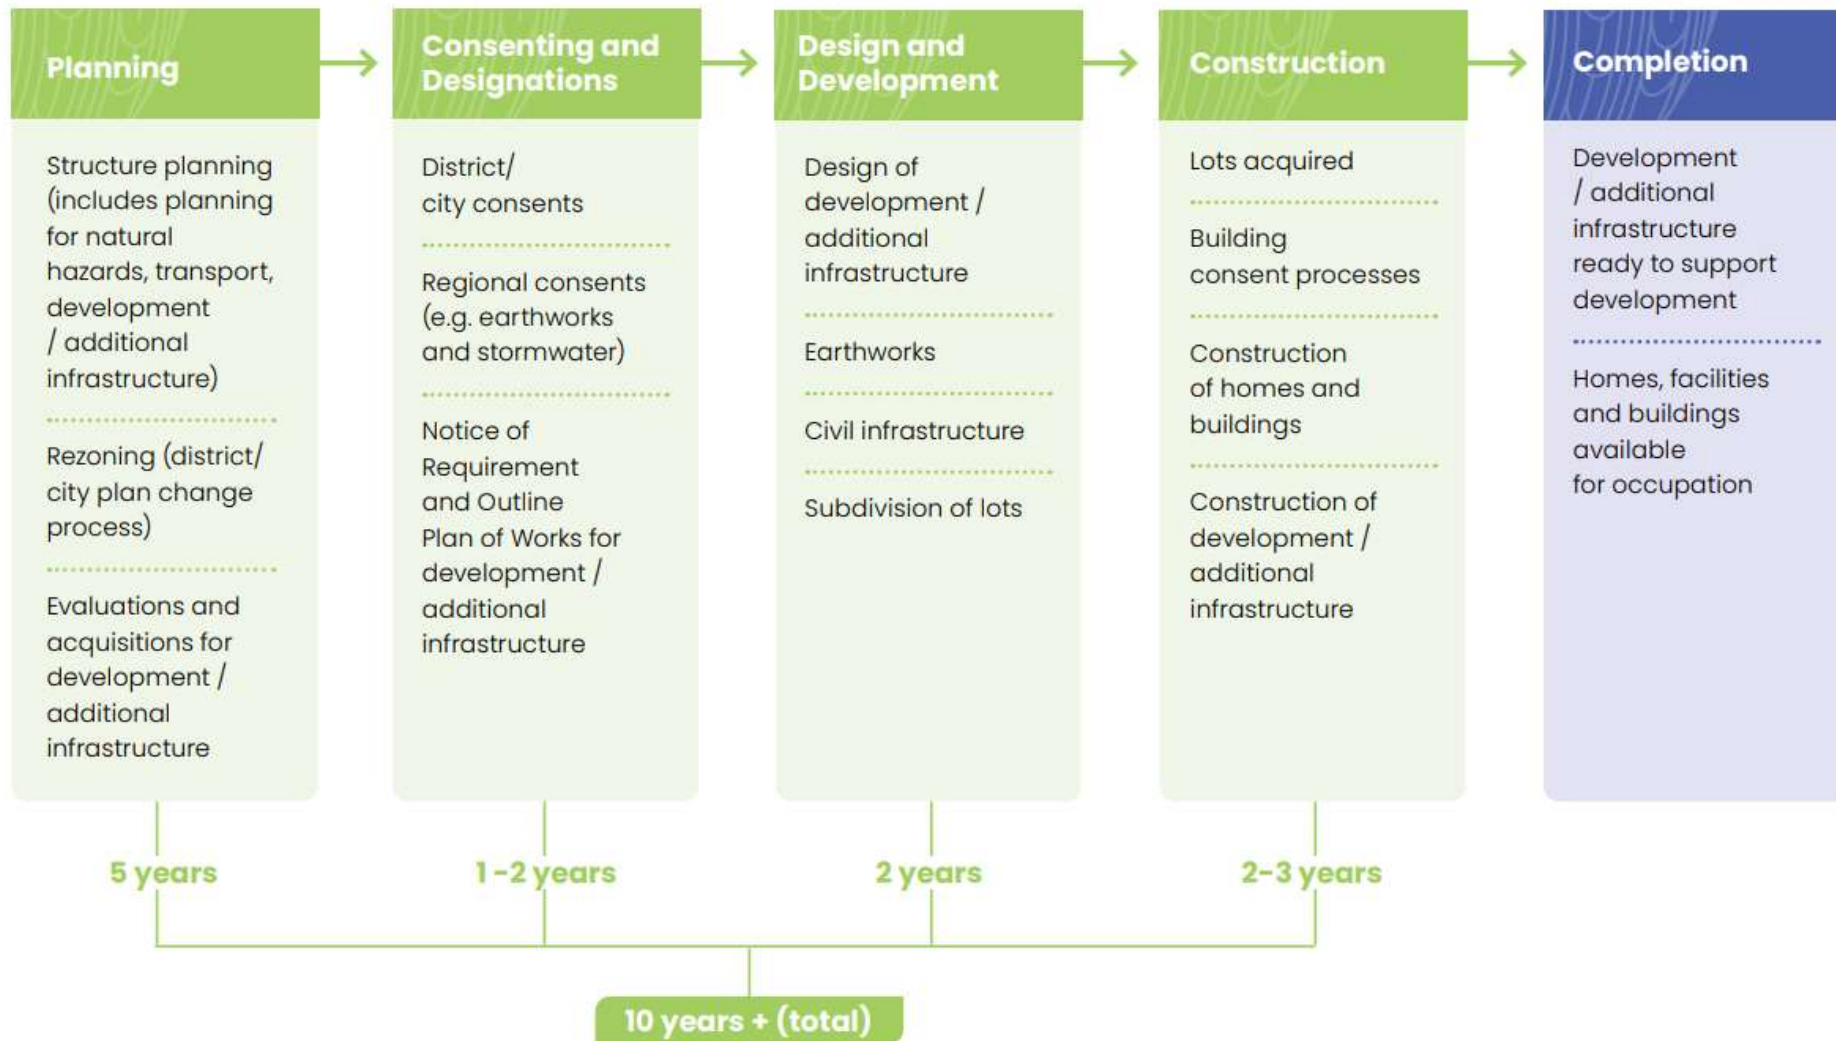 Planning
Structure planning
(includes planning
for natural
hazards, transport,
development
/ additional
infrastructure)
Rezoning (district/
city plan change
process)
Evaluations and
acquisitions for
development /
additional
infrastructure
5 years
Consenting and
Designations
District/
city consents
Regional consents
(e.g. earthworks
and stormwater)
Notice of
Requirement
and Outline
Plan of Works for
development /
additional
infrastructure
1-2 years
Design and
Development
Design of
development /
additional
infrastructure
Earthworks
Civil infrastructure
Subdivision of lots
2 years
Construction
Lots acquired
Building
consent processes
Construction
of homes and
buildings
Construction of
development /
additional
infrastructure
2-3 years
Completion
Development
/ additional
infrastructure
ready to support
development
Homes, facilities
and buildings
available
for occupation
10 years + (total)